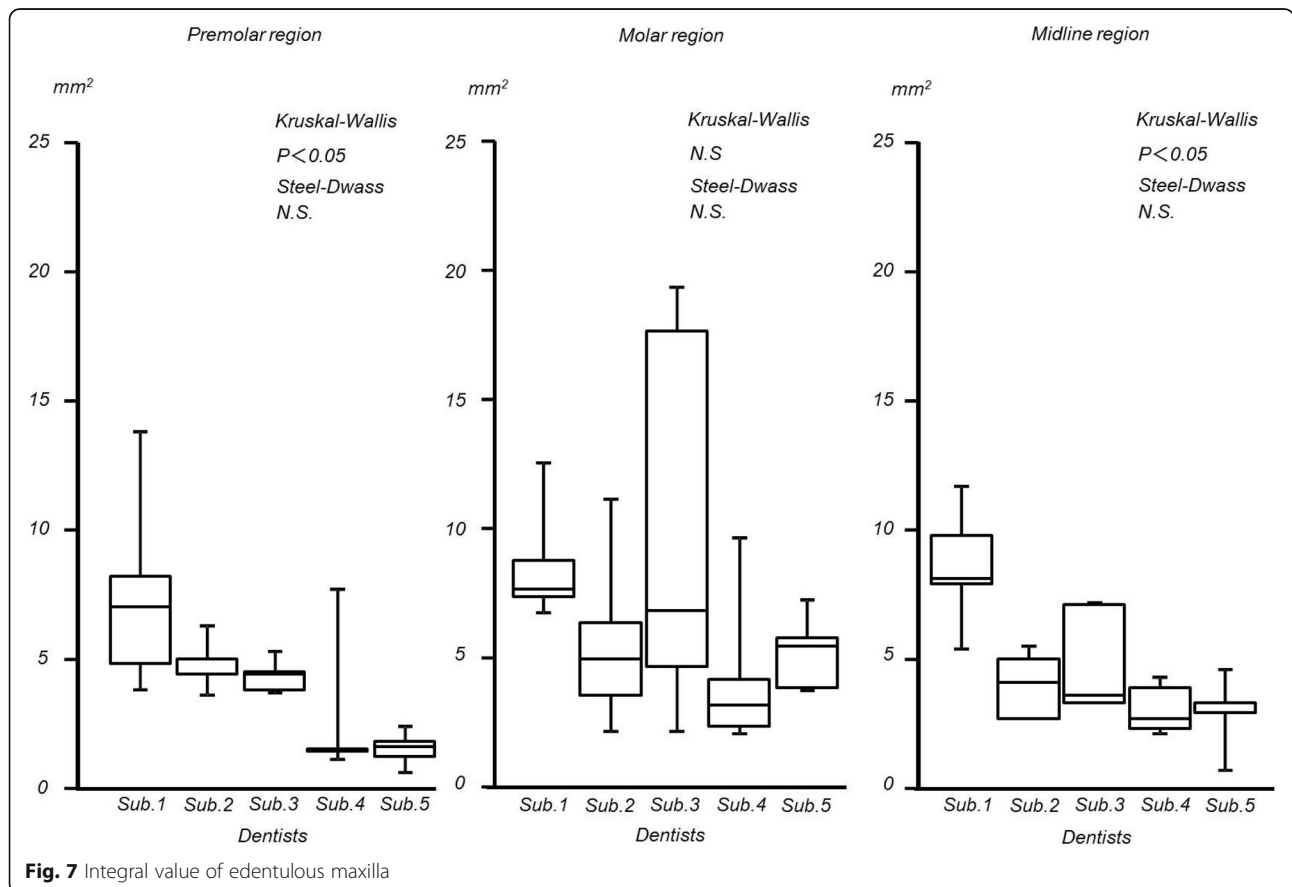 Premolar region
mm²
Kruskal-Wallis
P<0.05
Steel-Dwass
N.S.
25
20
15
10
5
0
Sub.1 Sub.2 Sub.3 Sub.4 Sub.5
Dentists
Molar region
mm²
Kruskal-Wallis
N.S
Steel-Dwass
N.S.
25
20
15
10
5
0
Sub.1 Sub.2 Sub.3 Sub.4 Sub.5
Dentists
Midline region
mm²
Kruskal-Wallis
P<0.05
Steel-Dwass
N.S.
25
20
15
10
5
0
Sub.1 Sub.2 Sub.3 Sub.4 Sub.5
Dentists
Fig. 7 Integral value of edentulous maxilla